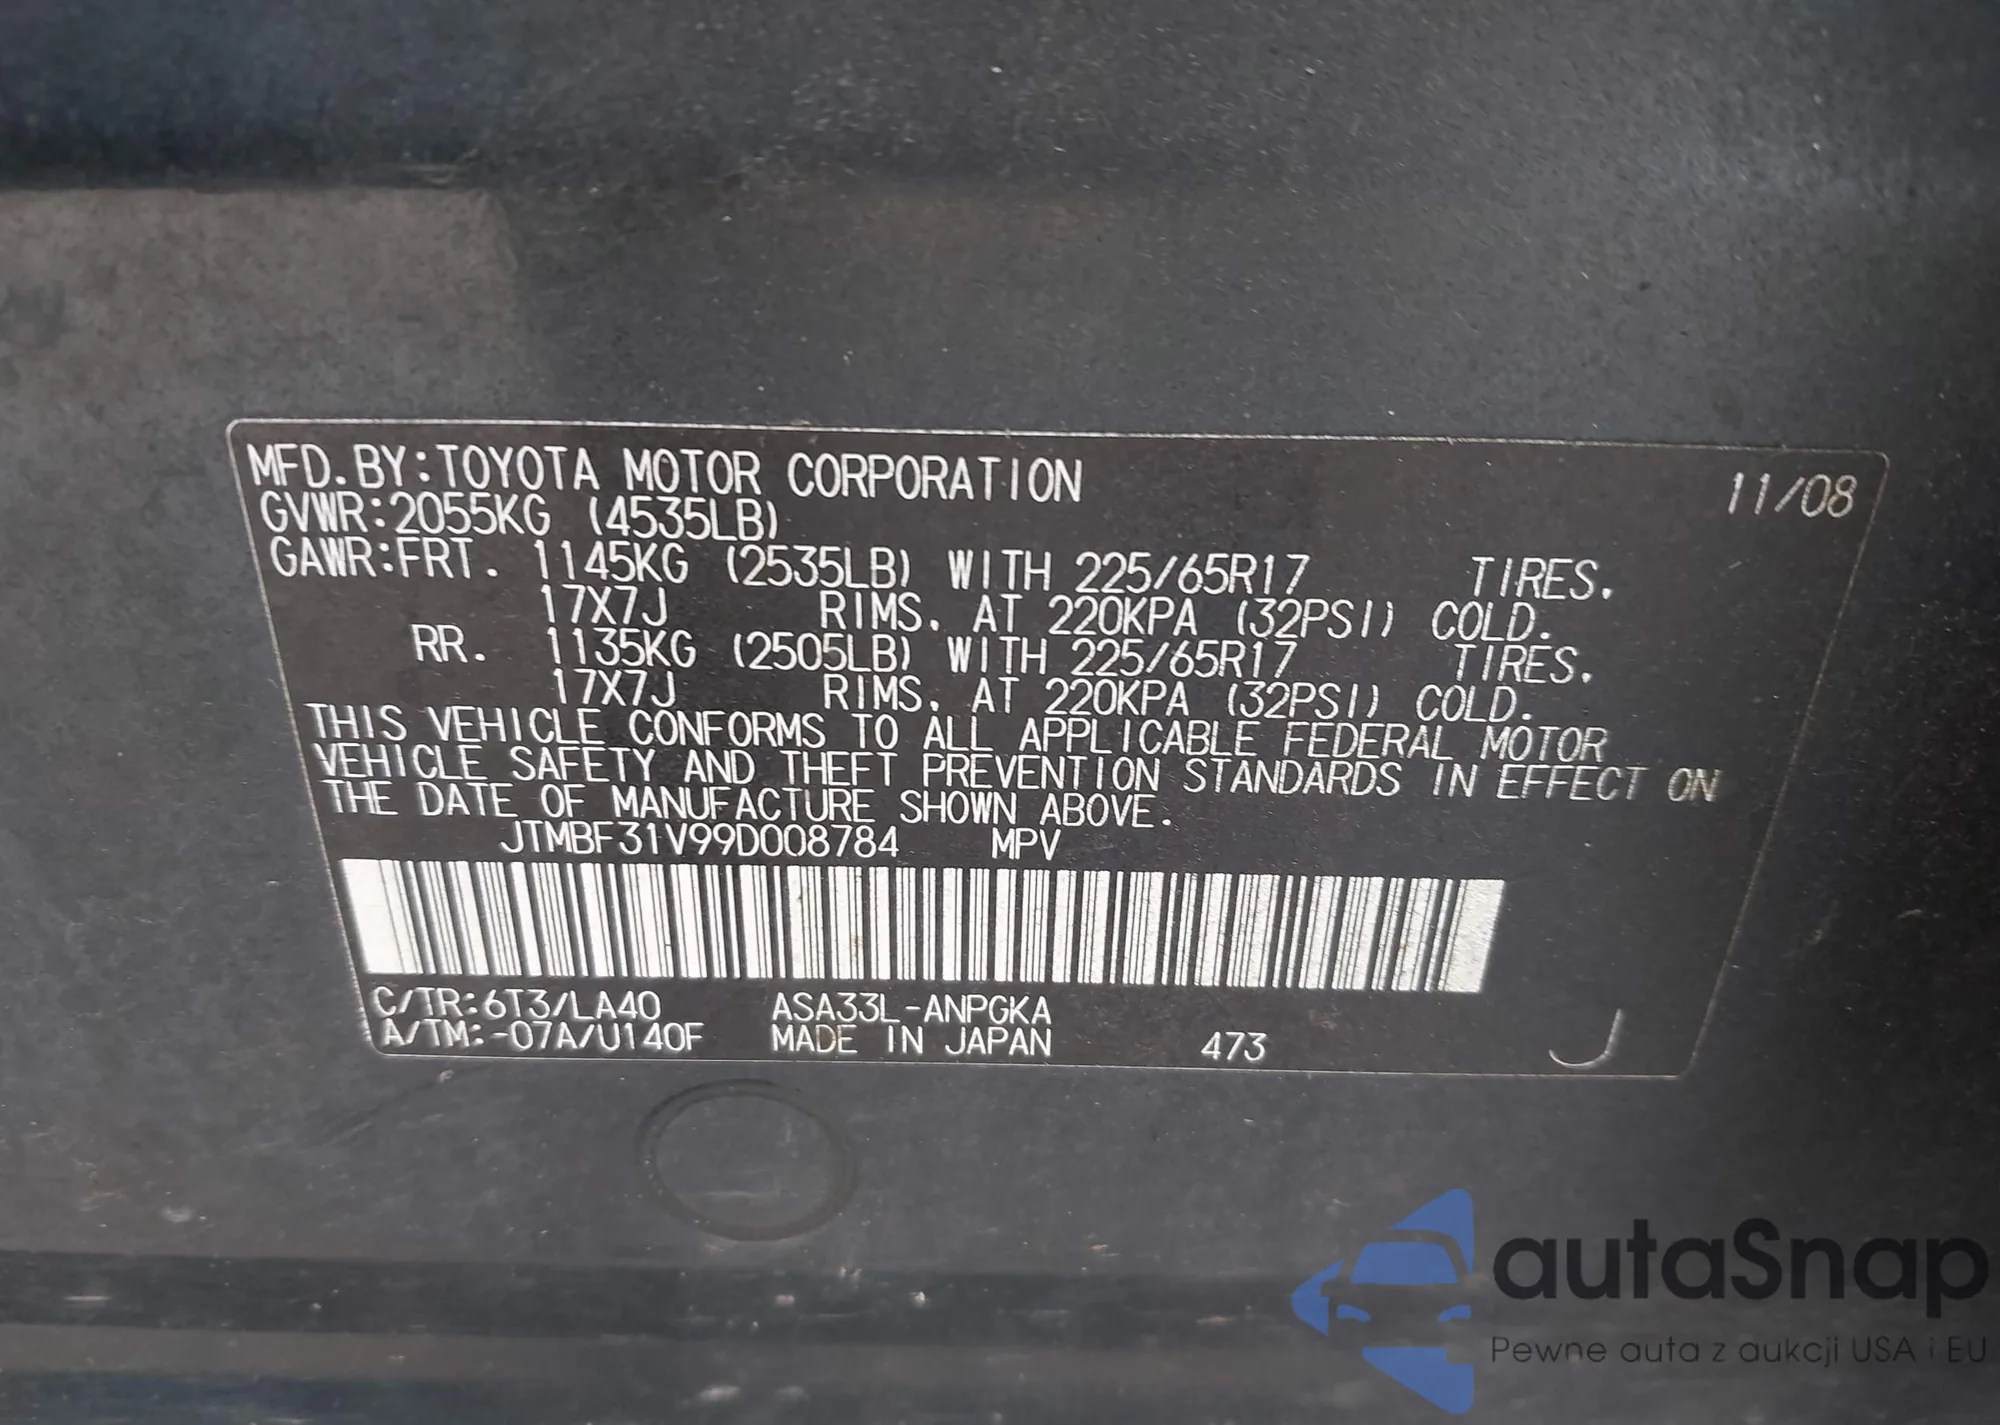 MFD.BY:TOYOTA MOTOR CORPORATION 11/08
GVWR:2055KG (4535LB)
GAWR:FRT. 1145KG (2535LB) WITH 225/65R17 TIRES.
17X7J RIMS. AT 220KPA (32PSI) COLD.
RR. 1135KG (2505LB) WITH 225/65R17 TIRES.
17X7J RIMS. AT 220KPA (32PSI) COLD.
THIS VEHICLE CONFORMS TO ALL APPLICABLE FEDERAL MOTOR
VEHICLE SAFETY AND THEFT PREVENTION STANDARDS IN EFFECT ON
THE DATE OF MANUFACTURE SHOWN ABOVE.
JTMBF31V99D008784 MPV
C/TR:6T3/LA40 ASA33L-ANPGKA
A/TM:-07A/U140F MADE IN JAPAN 473 J
autaSnap
Pewne auta z aukcji USA i EU